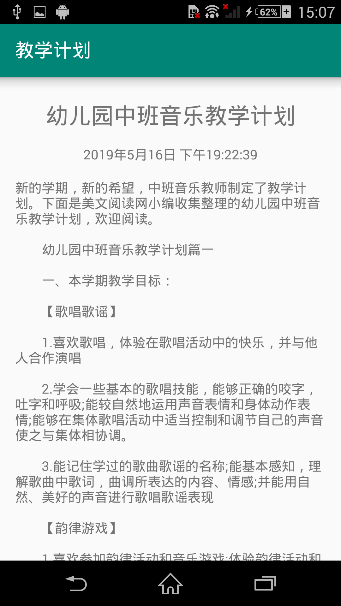 62% 15:07
教学计划
幼儿园中班音乐教学计划
2019年5月16日 下午19:22:39
新的学期，新的希望，中班音乐教师制定了教学计
划。下面是美文阅读网小编收集整理的幼儿园中班音
乐教学计划，欢迎阅读。
幼儿园中班音乐教学计划篇一
一、本学期教学目标：
【歌唱歌谣】
1.喜欢歌唱，体验在歌唱活动中的快乐，并与他
人合作演唱
2.学会一些基本的歌唱技能，能够正确的咬字，
吐字和呼吸;能较自然地运用声音表情和身体动作表
情;能够在集体歌唱活动中适当控制和调节自己的声音
使之与集体相协调。
3.能记住学过的歌曲歌谣的名称;能基本感知，理
解歌曲中歌词，曲调所表达的内容、情感;并能用自
然、美好的声音进行歌唱歌谣表现
【韵律游戏】
1.喜欢参加韵律活动和音乐游戏;体验韵律活动和